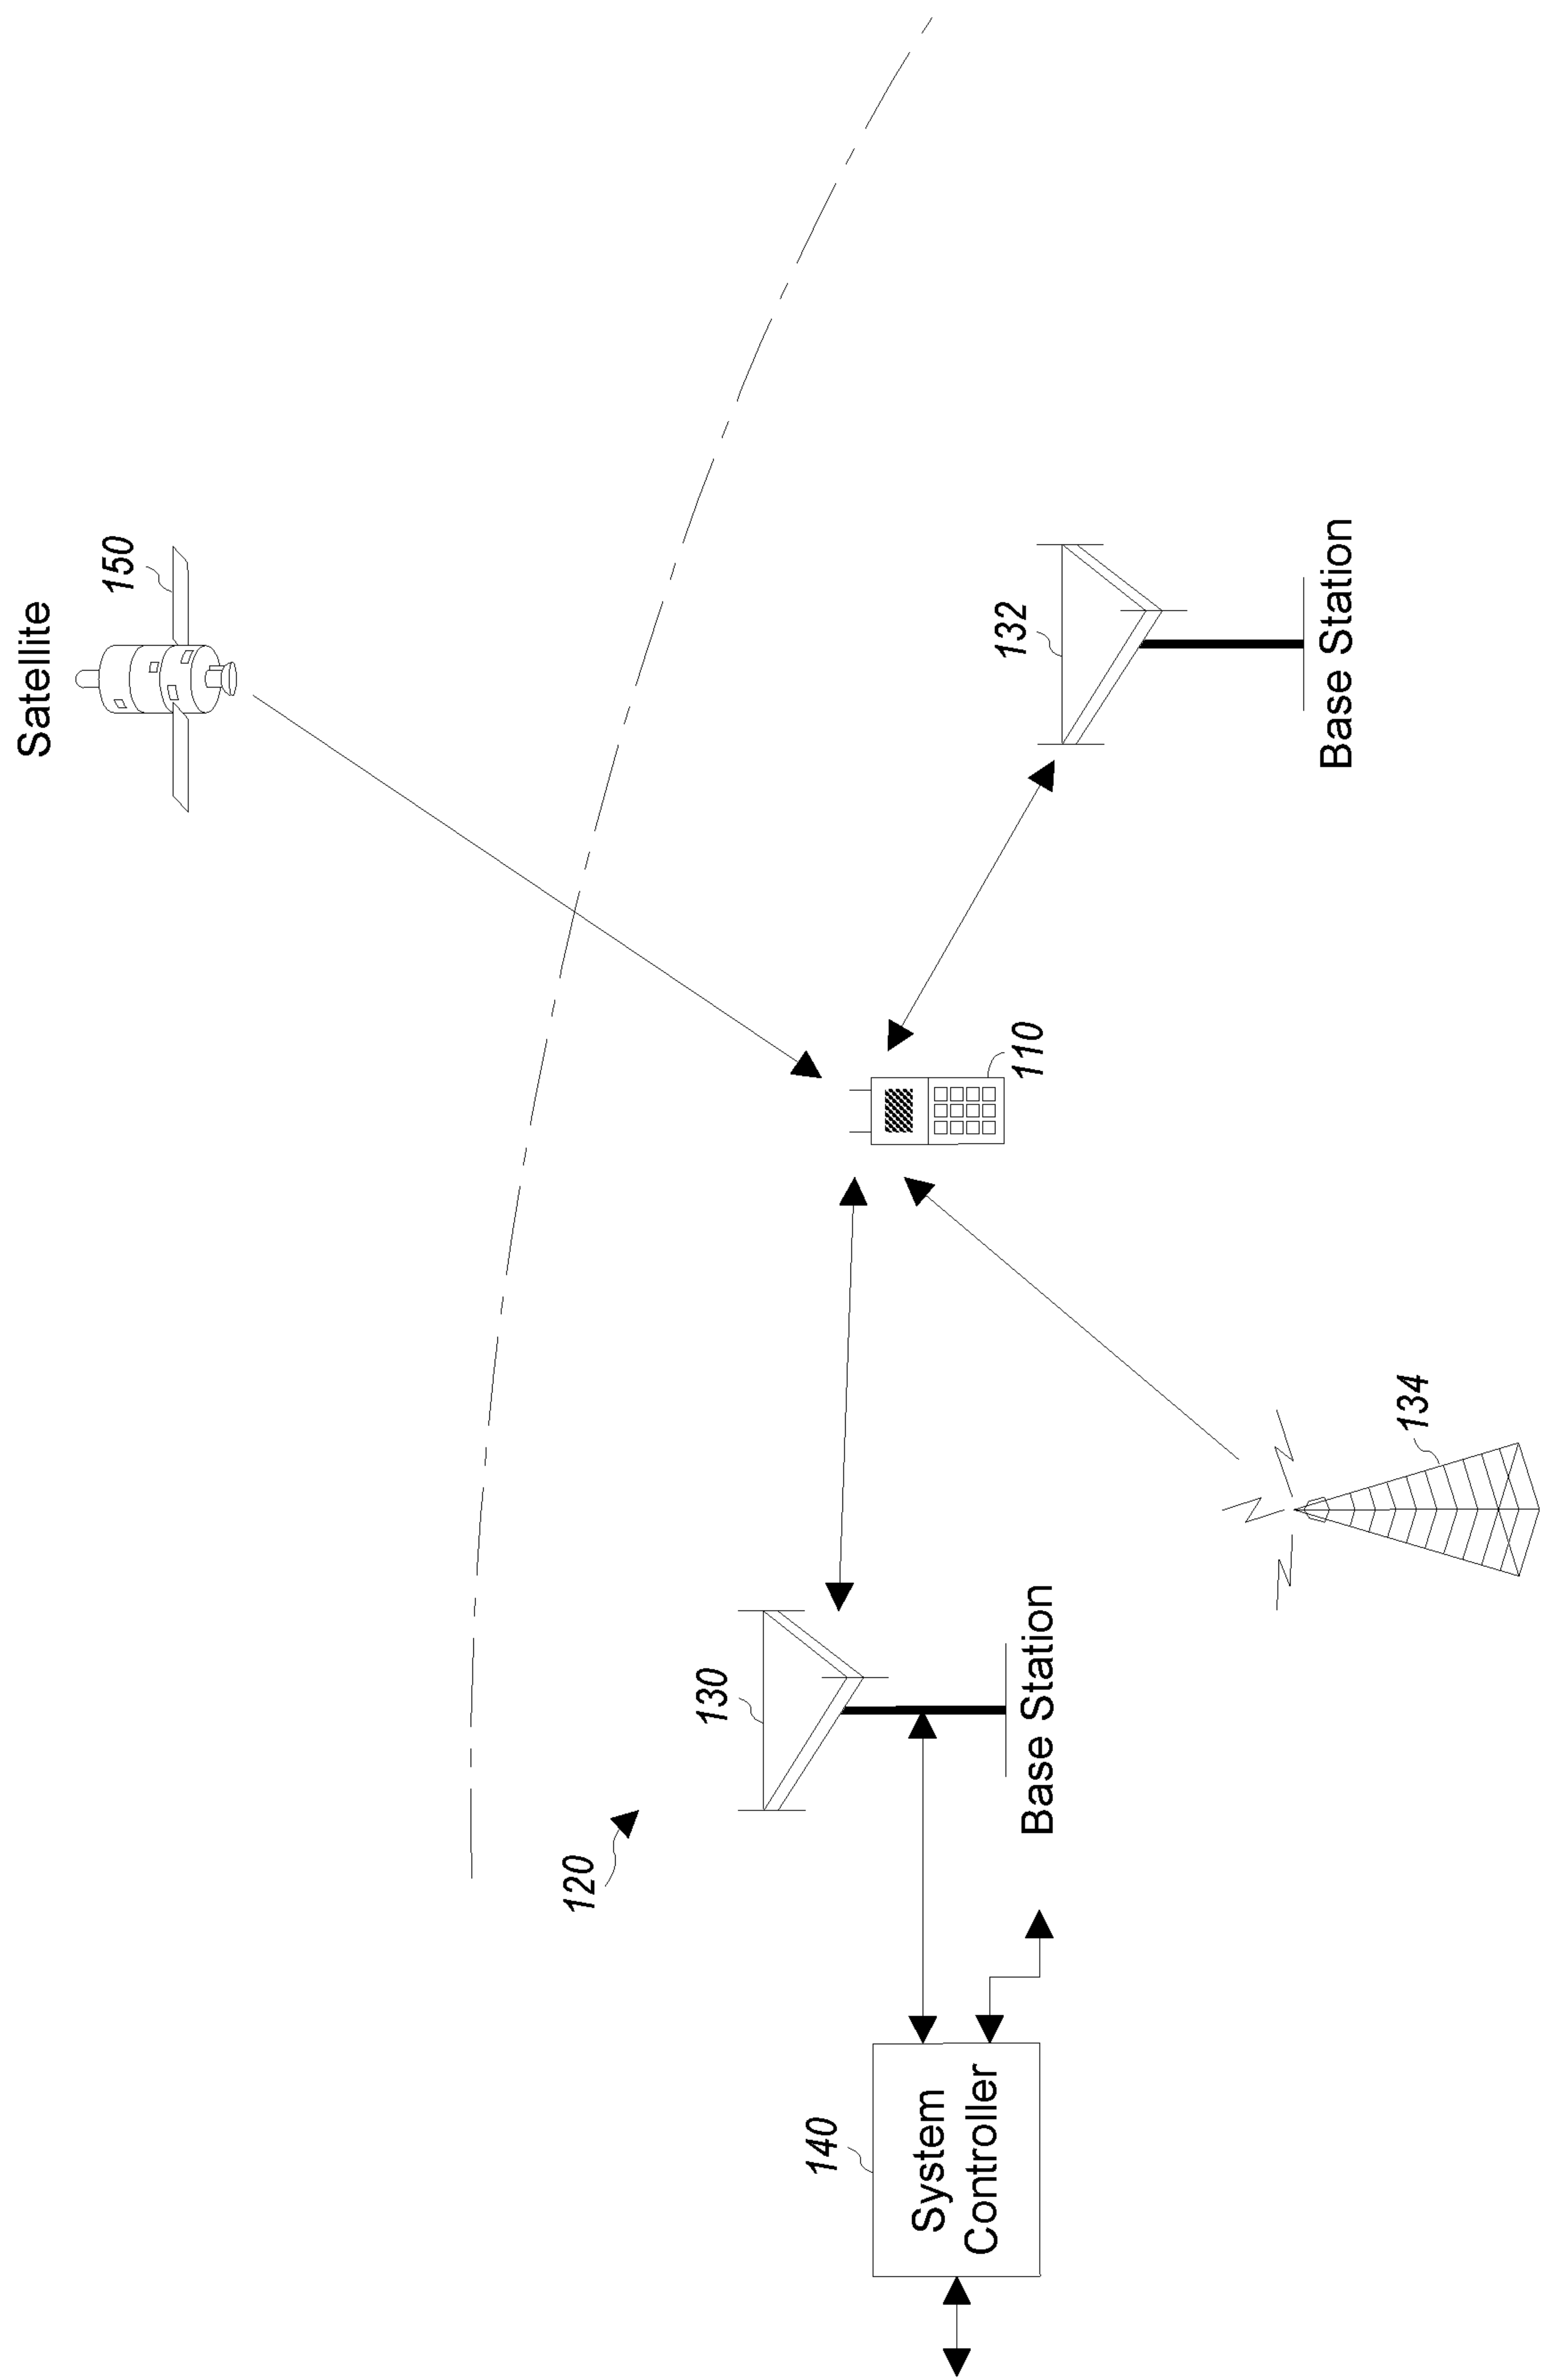 Satellite
150
120
130
132
140
System
Controller
110
Base Station
Base Station
134